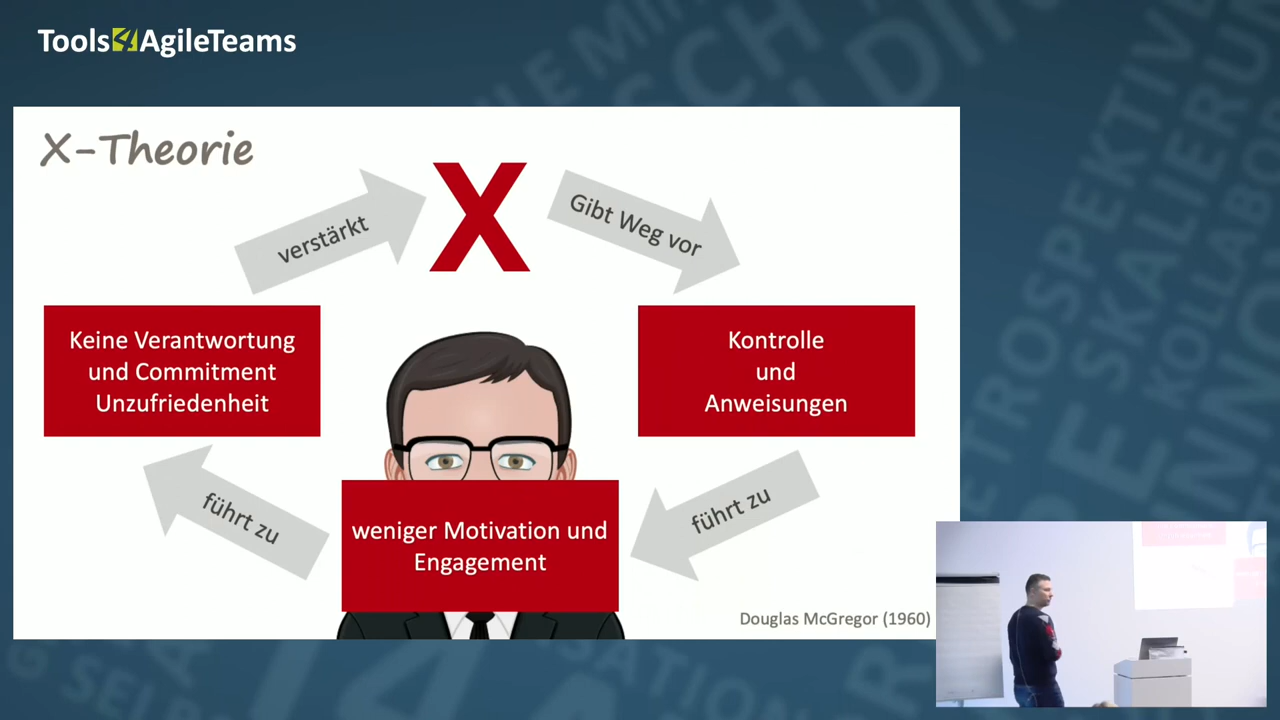 Tools4AgileTeams
X-Theorie
X
verstärkt
Gibt Weg vor
Keine Verantwortung
und Commitment
Unzufriedenheit
Kontrolle
und
Anweisungen
führt zu
führt zu
weniger Motivation und
Engagement
Douglas McGregor (1960)